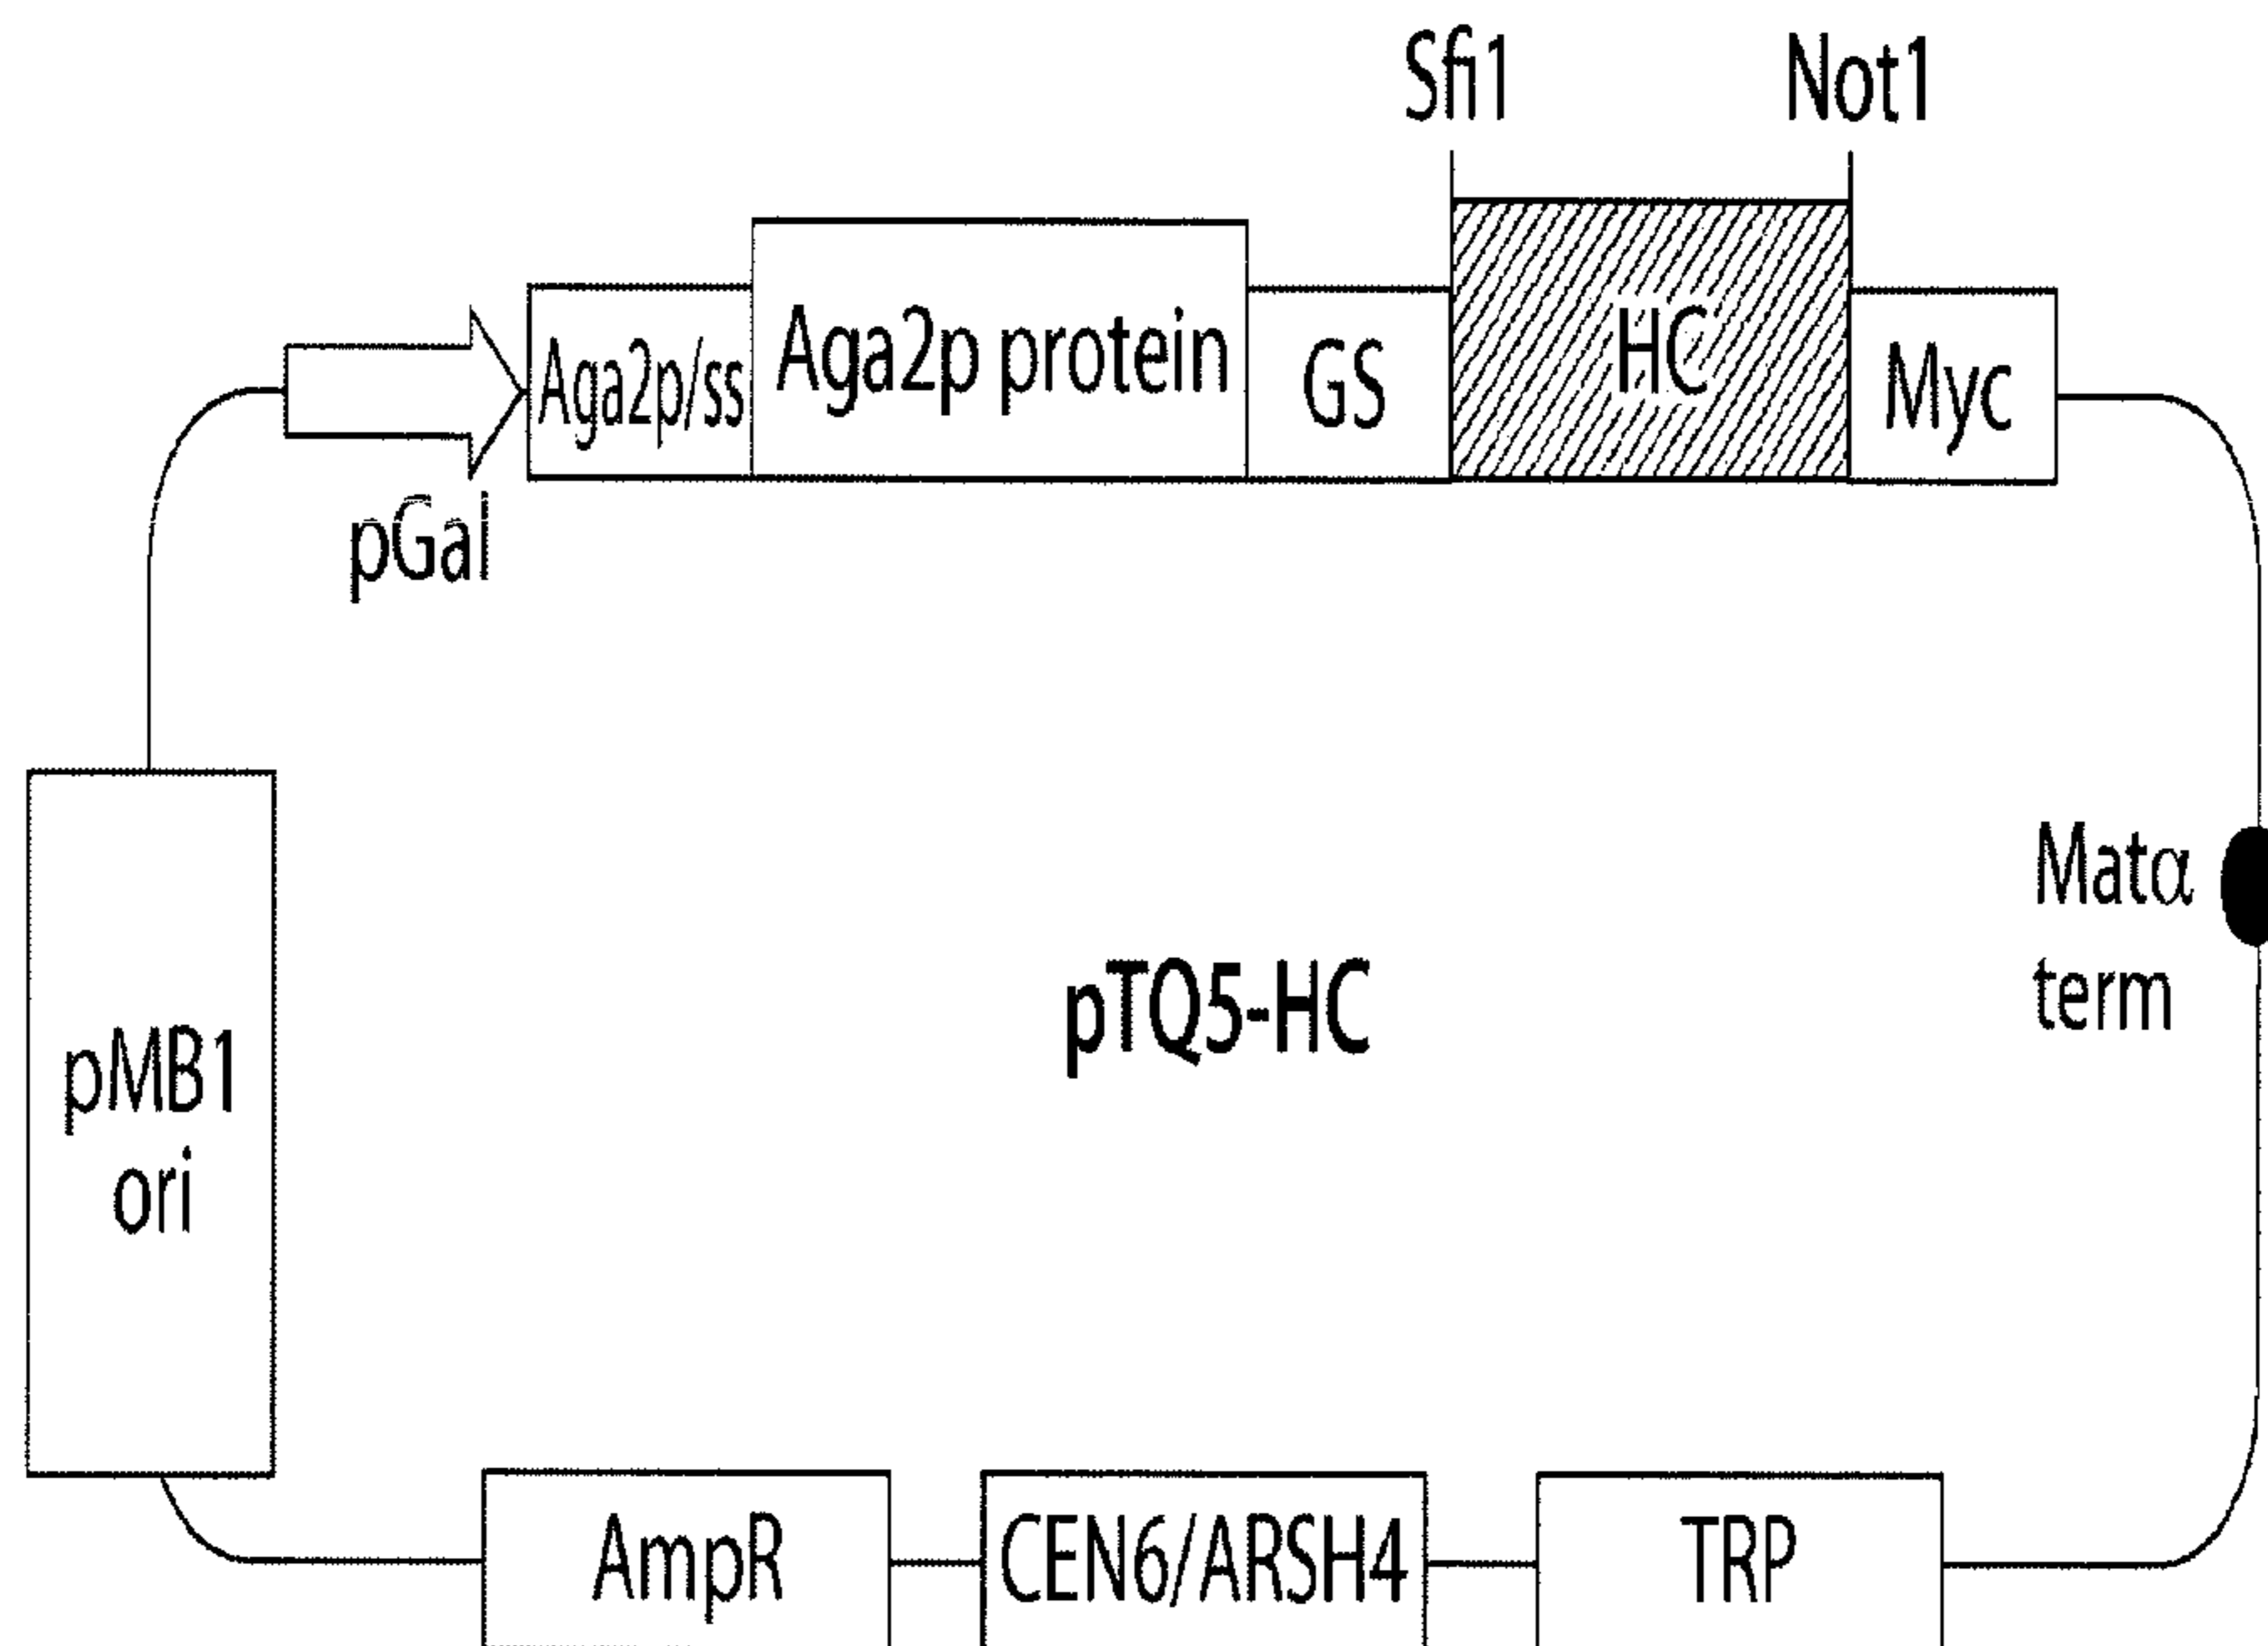 Sfi1
Not1
Aga2p/ss
Aga2p protein
GS
HC
Myc
pGal
Matα
term
pTQ5-HC
pMB1
ori
AmpR
CEN6/ARSH4
TRP